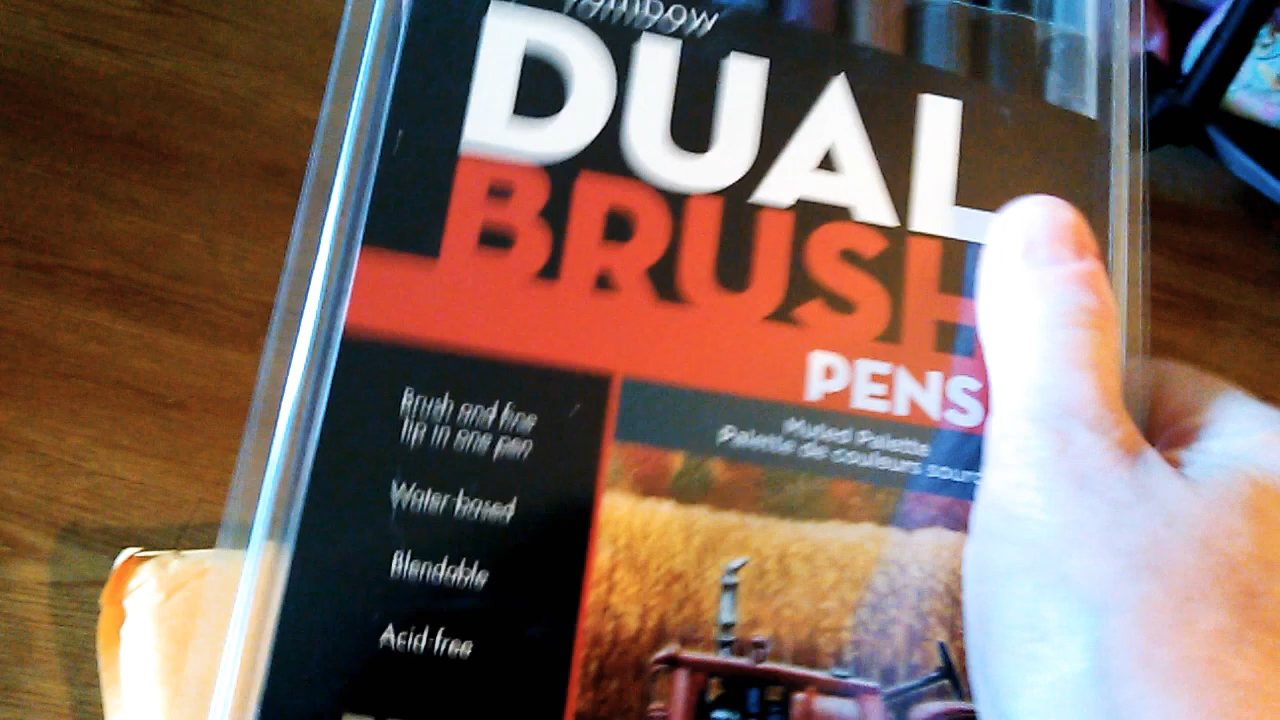 Tombow
DUAL
BRUSH
PENS
Muted Palette
Palette de couleurs
Brush and fine
tip in one pen
Water-based
Blendable
Acid-free